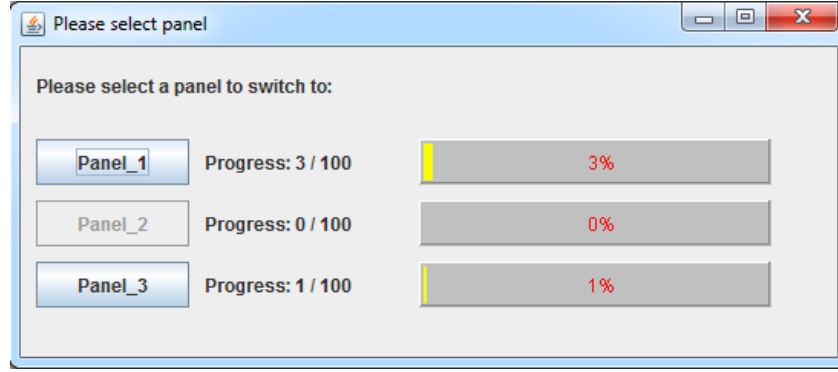 Please select panel
Please select a panel to switch to:
Panel_1 Progress: 3 / 100 3%
Panel_2 Progress: 0 / 100 0%
Panel_3 Progress: 1 / 100 1%